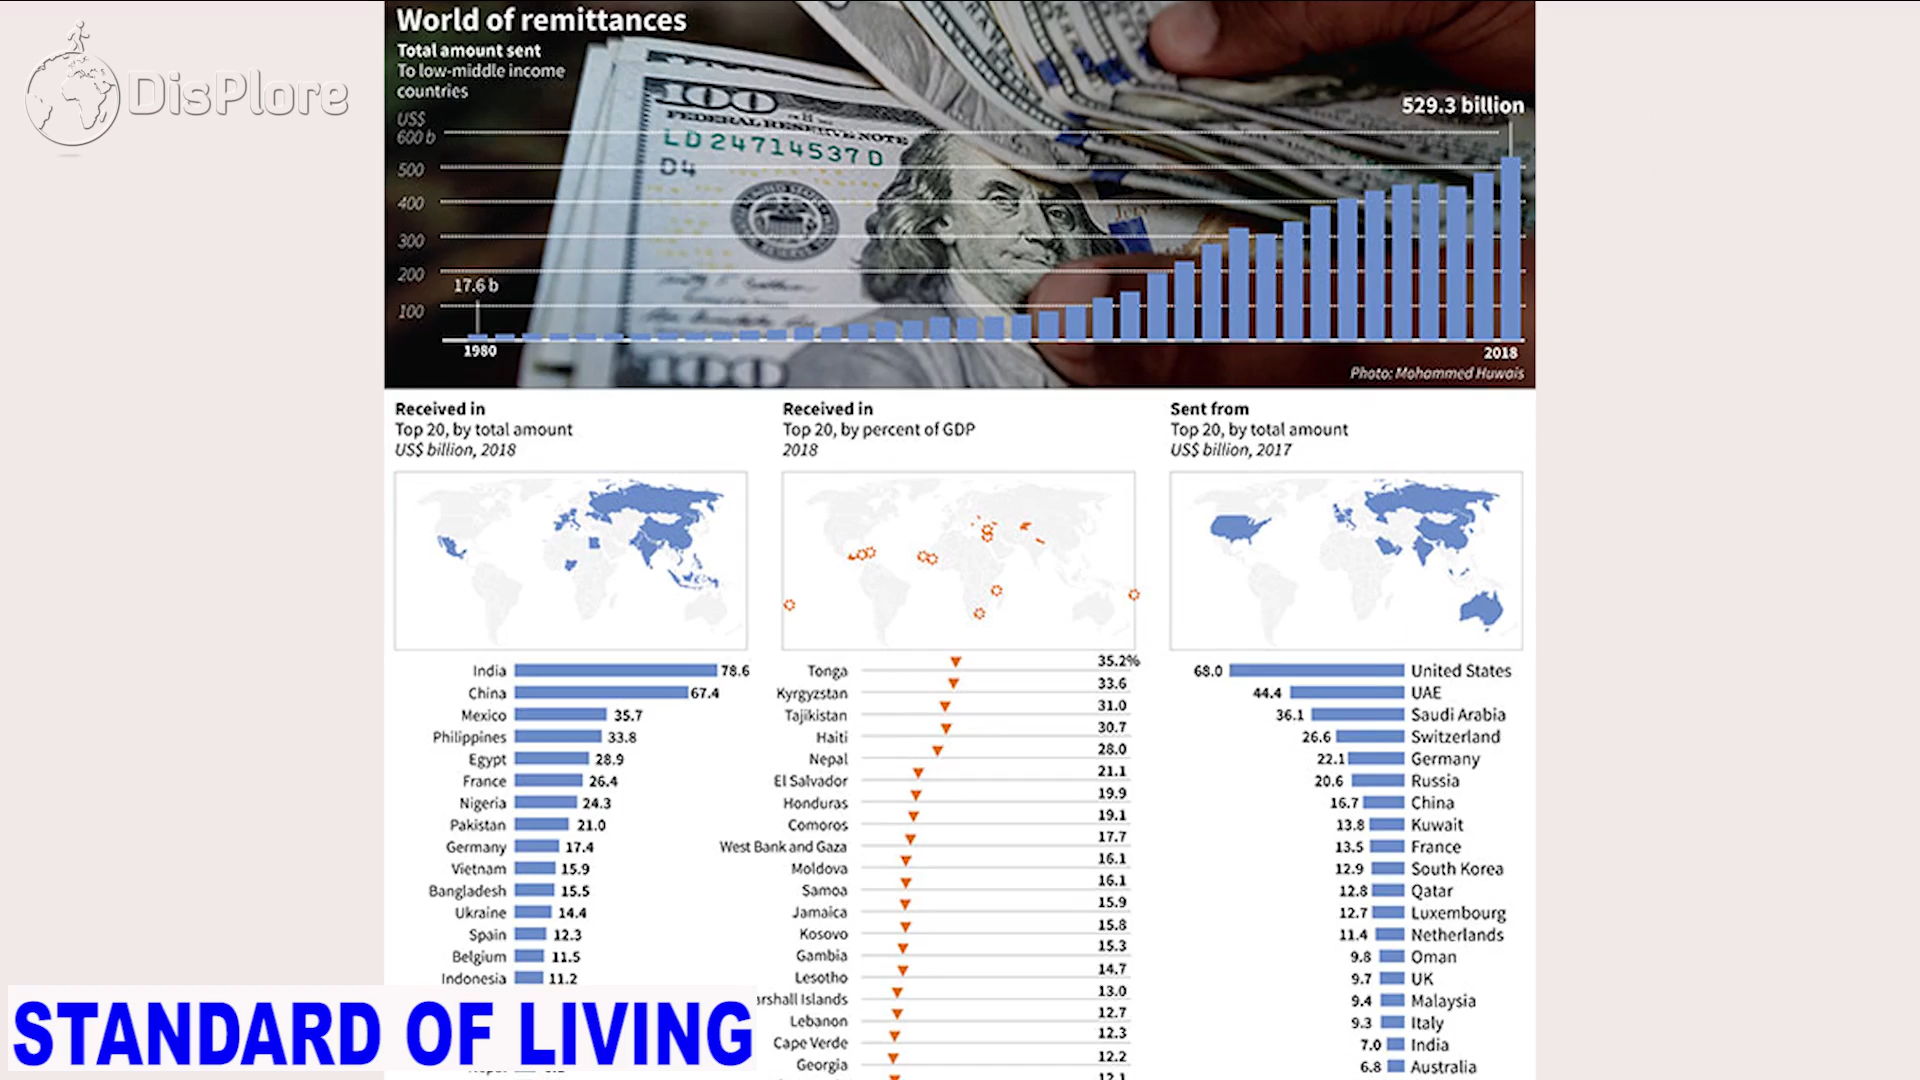 DisPlore
World of remittances
Total amount sent
To low-middle income
countries
US$
600 b
500
400
300
200
100
17.6 b
1980
529.3 billion
2018
Photo: Mohammed Huwais
100
FEDERAL RESERVE NOTE
LD 24714537 D
D4
100
Received in
Top 20, by total amount
US$ billion, 2018
India 78.6
China 67.4
Mexico 35.7
Philippines 33.8
Egypt 28.9
France 26.4
Nigeria 24.3
Pakistan 21.0
Germany 17.4
Vietnam 15.9
Bangladesh 15.5
Ukraine 14.4
Spain 12.3
Belgium 11.5
Indonesia 11.2
Received in
Top 20, by percent of GDP
2018
Tonga 35.2%
Kyrgyzstan 33.6
Tajikistan 31.0
Haiti 30.7
Nepal 28.0
El Salvador 21.1
Honduras 19.9
Comoros 19.1
West Bank and Gaza 17.7
Moldova 16.1
Samoa 16.1
Jamaica 15.9
Kosovo 15.8
Gambia 15.3
Lesotho 14.7
arshall Islands 13.0
Lebanon 12.7
Cape Verde 12.3
Georgia 12.2
12.1
Sent from
Top 20, by total amount
US$ billion, 2017
68.0 United States
44.4 UAE
36.1 Saudi Arabia
26.6 Switzerland
22.1 Germany
20.6 Russia
16.7 China
13.8 Kuwait
13.5 France
12.9 South Korea
12.8 Qatar
12.7 Luxembourg
11.4 Netherlands
9.8 Oman
9.7 UK
9.4 Malaysia
9.3 Italy
7.0 India
6.8 Australia
STANDARD OF LIVING